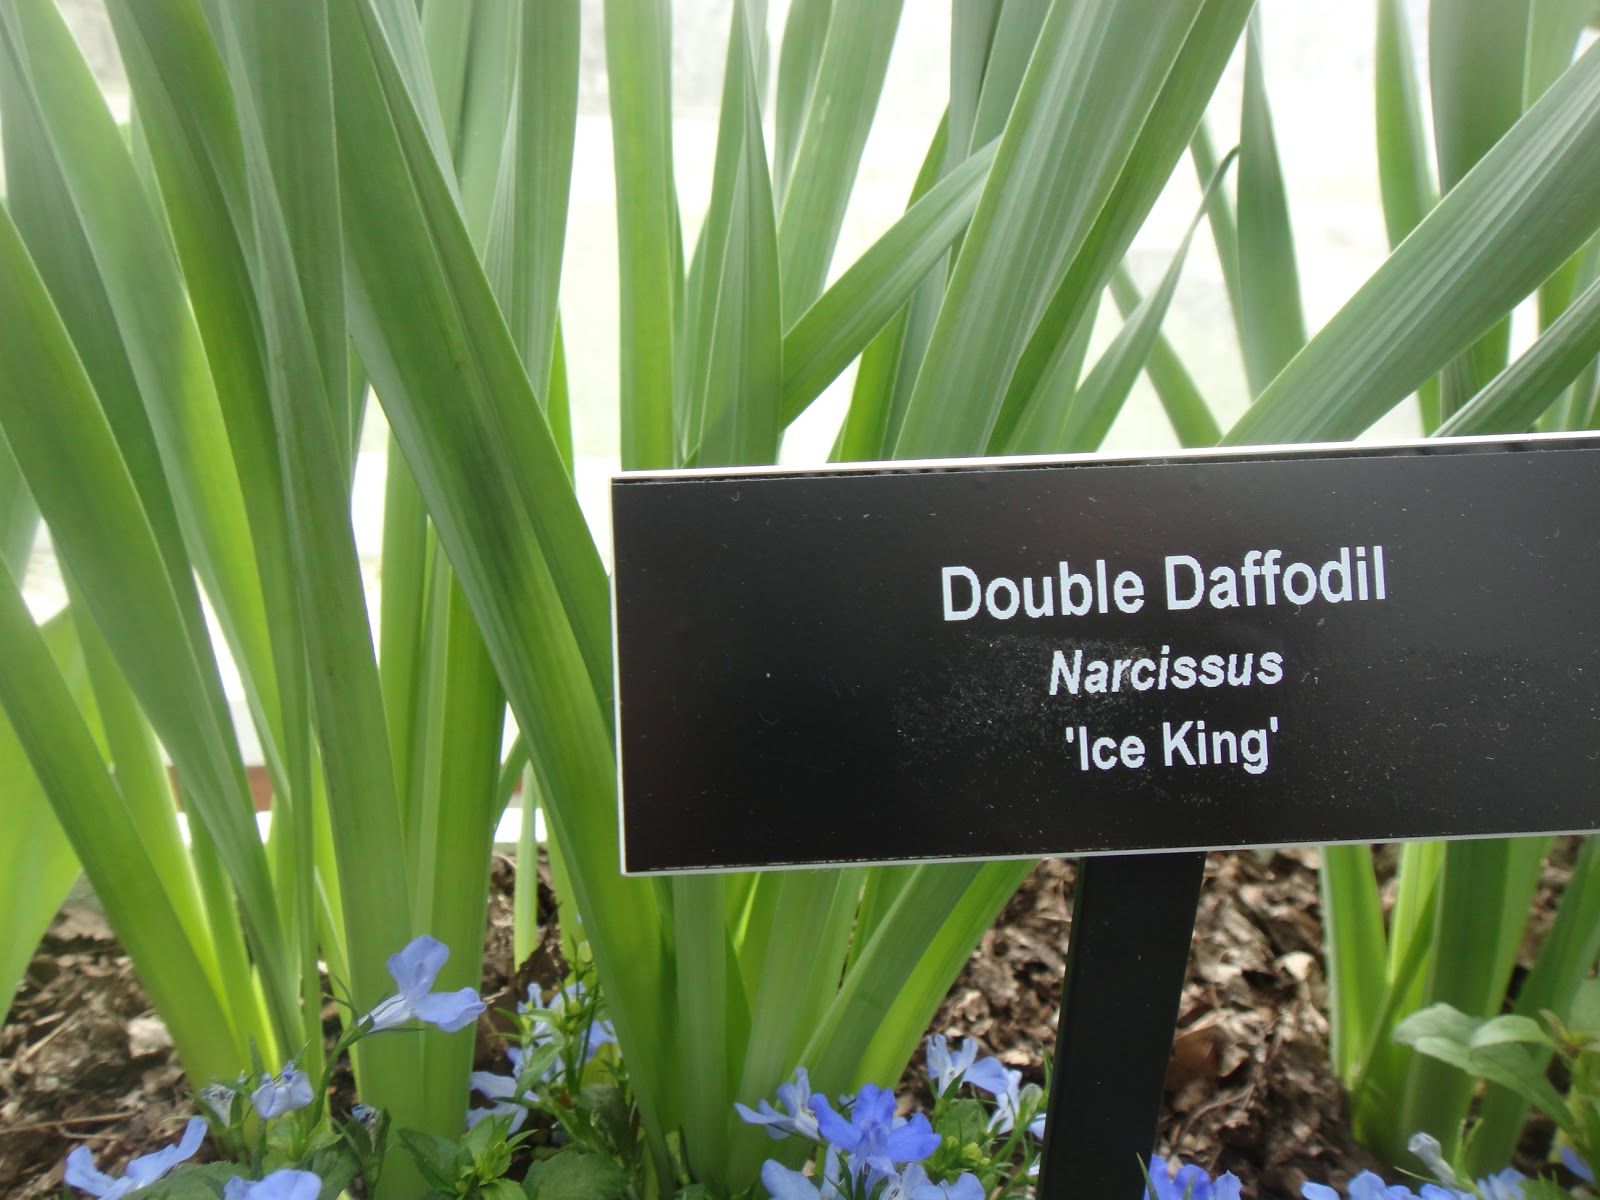 Double Daffodil
Narcissus
'Ice King'